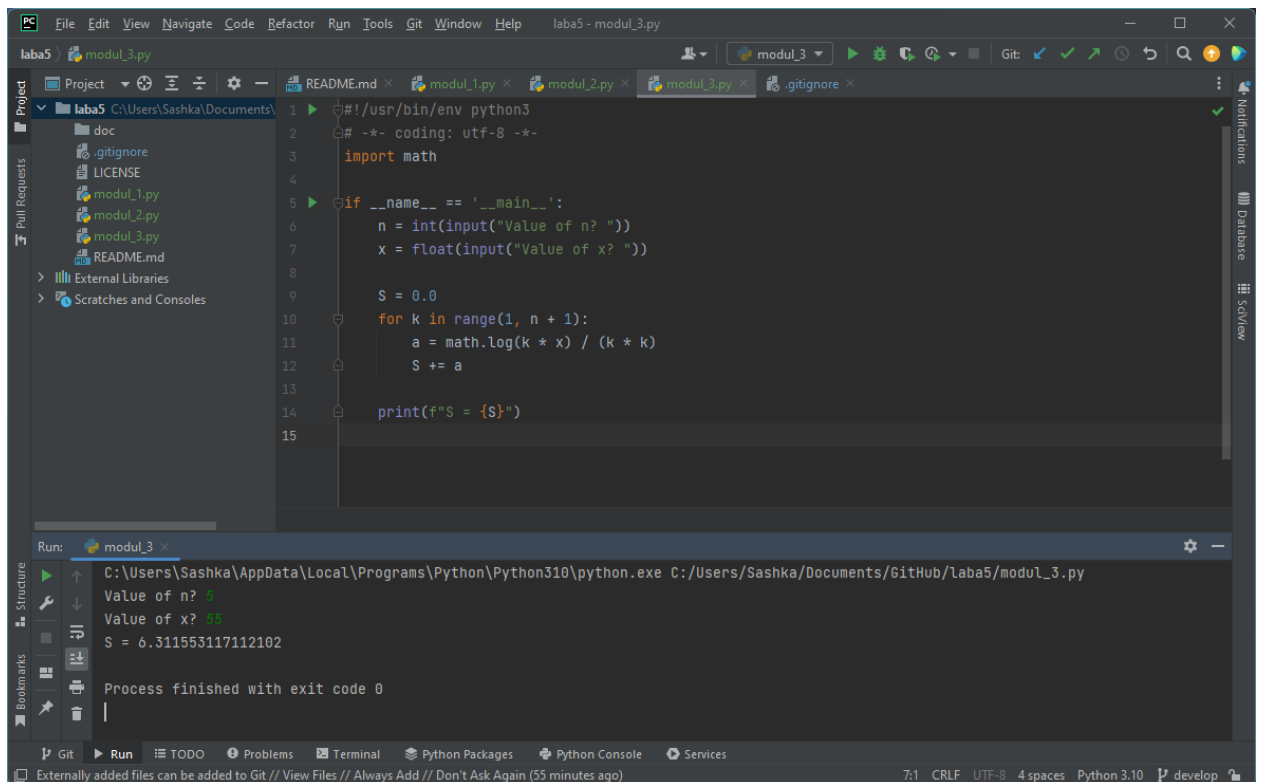 PC File Edit View Navigate Code Refactor Run Tools Git Window Help laba5 - modul_3.py
laba5 modul_3.py modul_3 Git:
Project Project README.md modul_1.py modul_2.py modul_3.py .gitignore
laba5 C:\Users\Sashka\Documents\
doc
.gitignore
LICENSE
modul_1.py
modul_2.py
modul_3.py
README.md
External Libraries
Scratches and Consoles
Pull Requests
1 #!/usr/bin/env python3
2 # -*- coding: utf-8 -*-
3 import math
4
5 if __name__ == '__main__':
6 n = int(input("Value of n? "))
7 x = float(input("Value of x? "))
8
9 S = 0.0
10 for k in range(1, n + 1):
11 a = math.log(k * x) / (k * k)
12 S += a
13
14 print(f"S = {S}")
15
Notifications
Database
SciView
Run: modul_3
C:\Users\Sashka\AppData\Local\Programs\Python\Python310\python.exe C:/Users/Sashka/Documents/GitHub/laba5/modul_3.py
Value of n? 5
Value of x? 55
S = 6.311553117112102
Process finished with exit code 0
Structure
Bookmarks
Git Run TODO Problems Terminal Python Packages Python Console Services
Externally added files can be added to Git // View Files // Always Add // Don't Ask Again (55 minutes ago) 7:1 CRLF UTF-8 4 spaces Python 3.10 develop